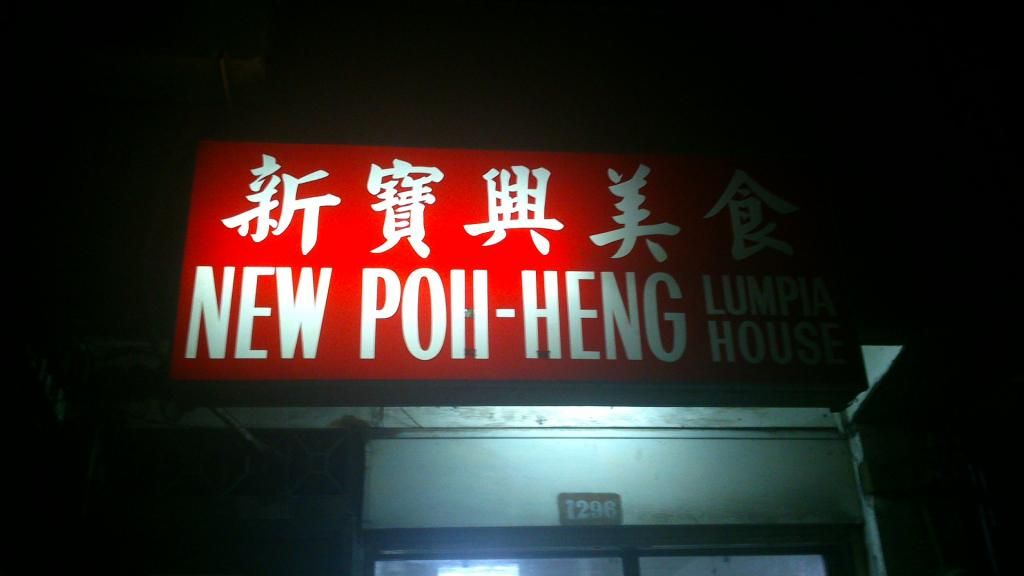 新寶興美食
NEW POH-HENG LUMPIA HOUSE
1296